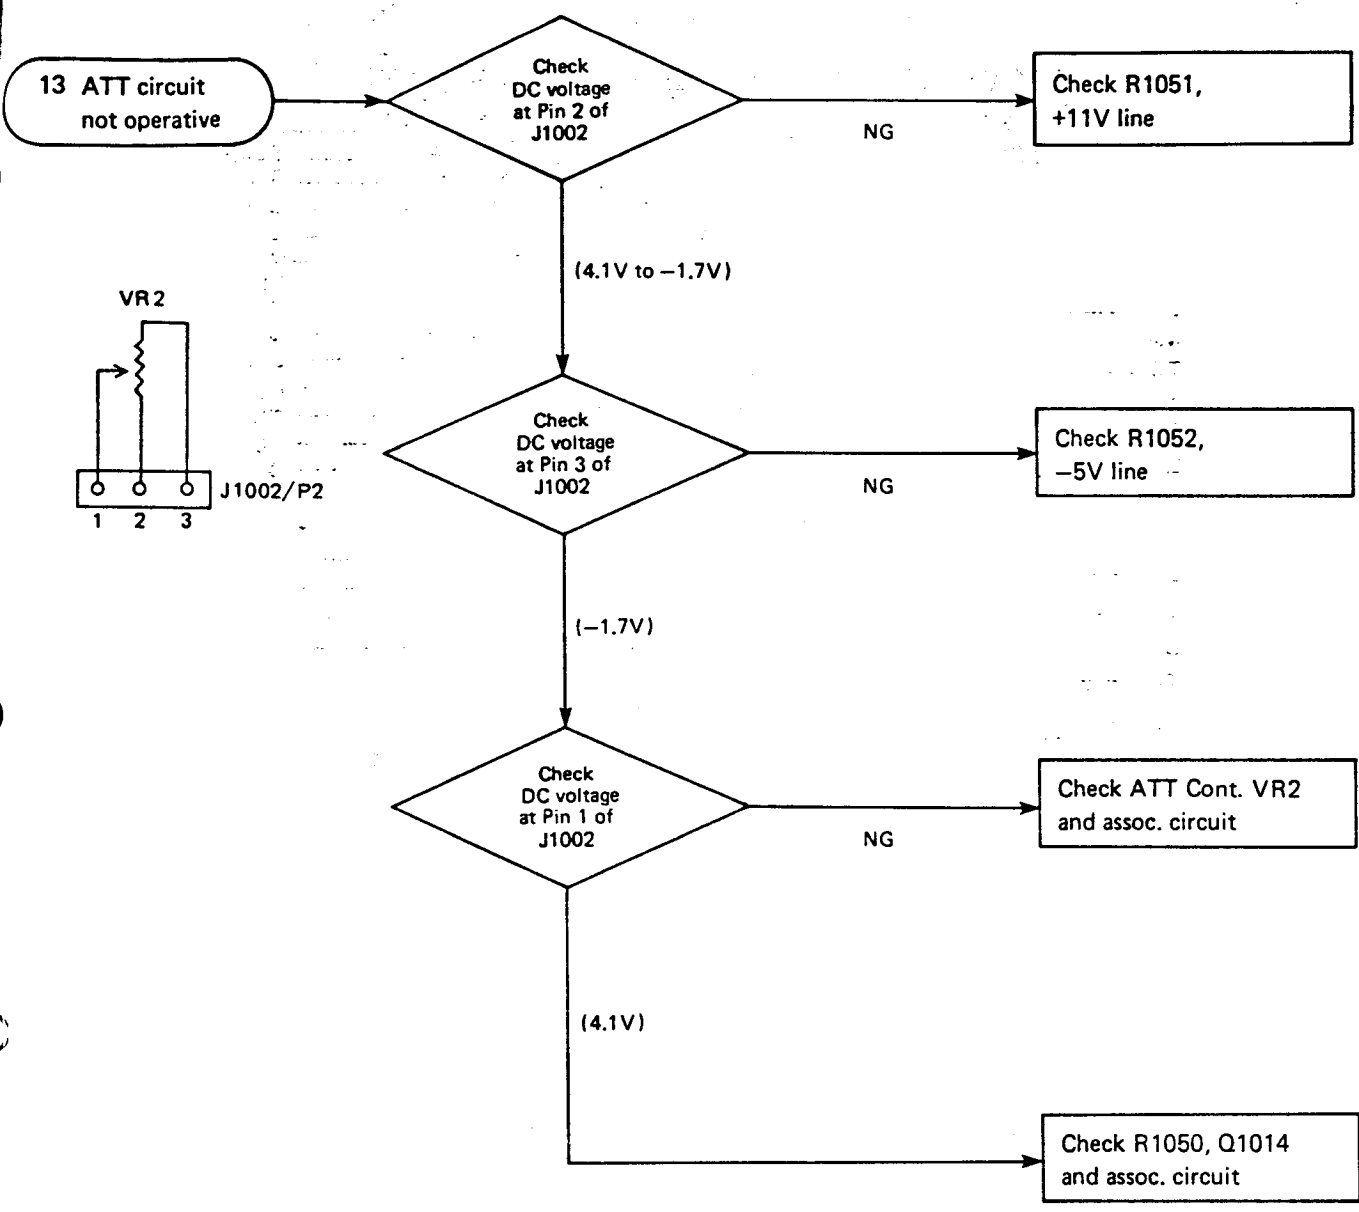 13 ATT circuit
not operative
Check
DC voltage
at Pin 2 of
J1002
NG
Check R1051,
+11V line
(4.1V to −1.7V)
VR2
J1002/P2
1 2 3
Check
DC voltage
at Pin 3 of
J1002
NG
Check R1052,
−5V line
(−1.7V)
Check
DC voltage
at Pin 1 of
J1002
NG
Check ATT Cont. VR2
and assoc. circuit
(4.1V)
Check R1050, Q1014
and assoc. circuit